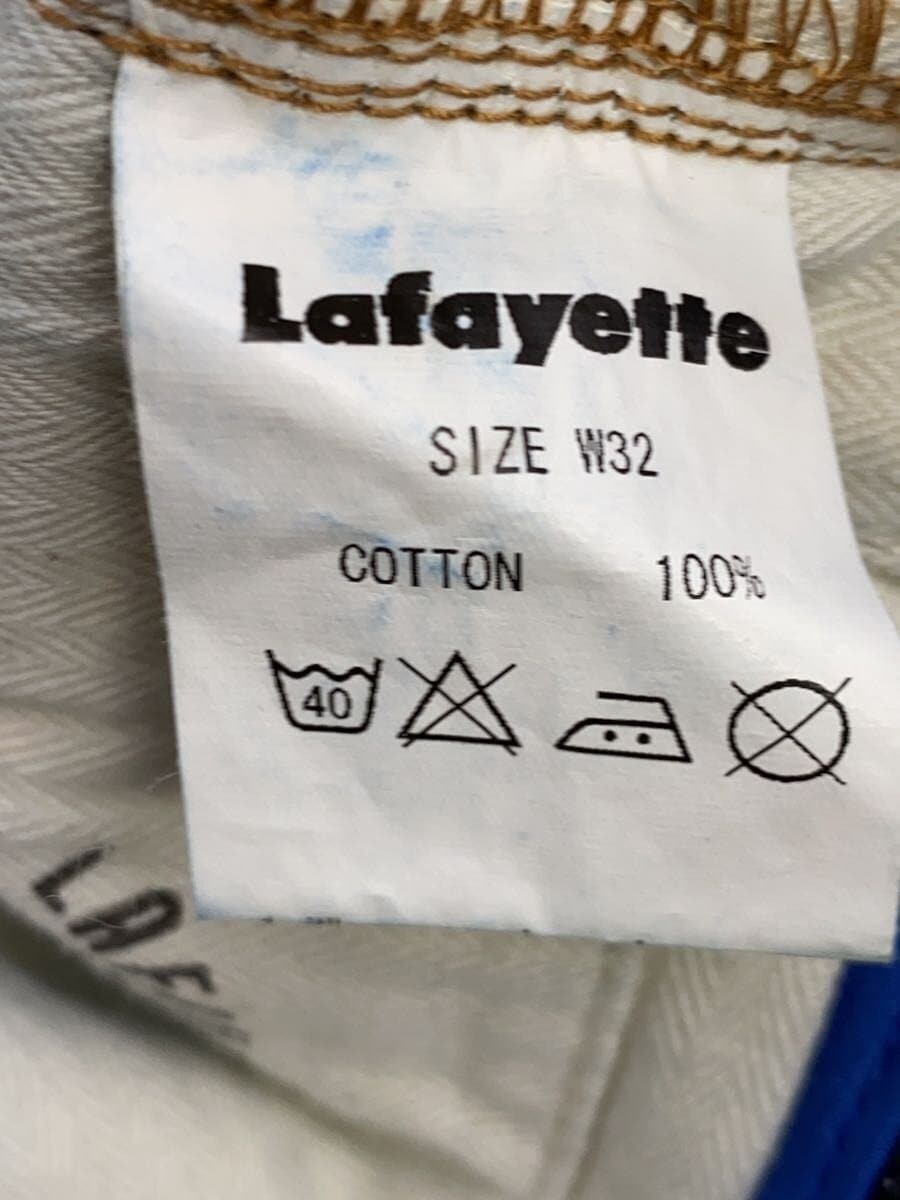 Lafayette
SIZE W32
COTTON 100%
40